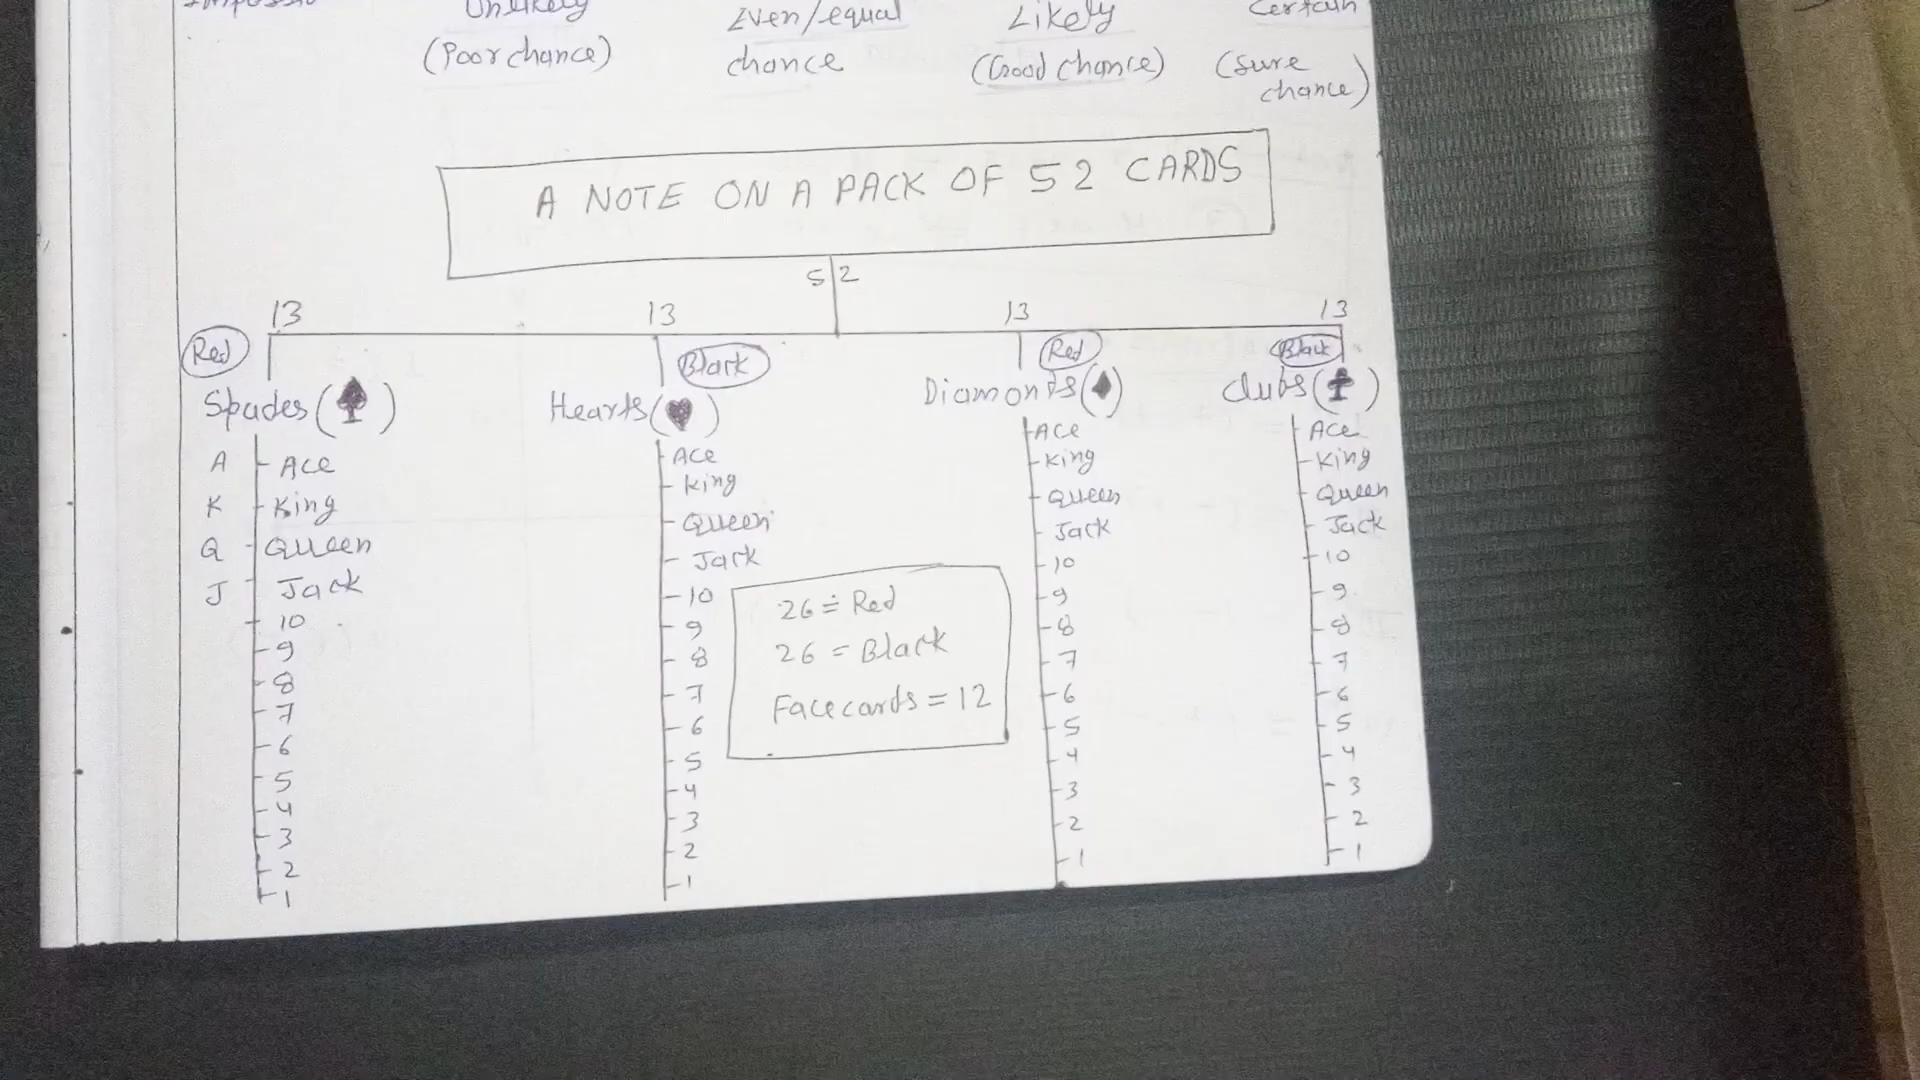 Unlikely
(Poor chance)
Even/equal
chance
Likely
(Good chance)
Certain
(Sure
chance)
A NOTE ON A PACK OF 52 CARDS
52
13
13
13
13
Red
Black
Red
Black
Spades (♠)
Hearts (♥)
Diamonds (♦)
Clubs (♣)
A Ace
K King
Q Queen
J Jack
10
9
8
7
6
5
4
3
2
1
Ace
King
Queen
Jack
10
9
8
7
6
5
4
3
2
1
26 = Red
26 = Black
Facecards = 12
Ace
King
Queen
Jack
10
9
8
7
6
5
4
3
2
1
Ace
King
Queen
Jack
10
9
8
7
6
5
4
3
2
1